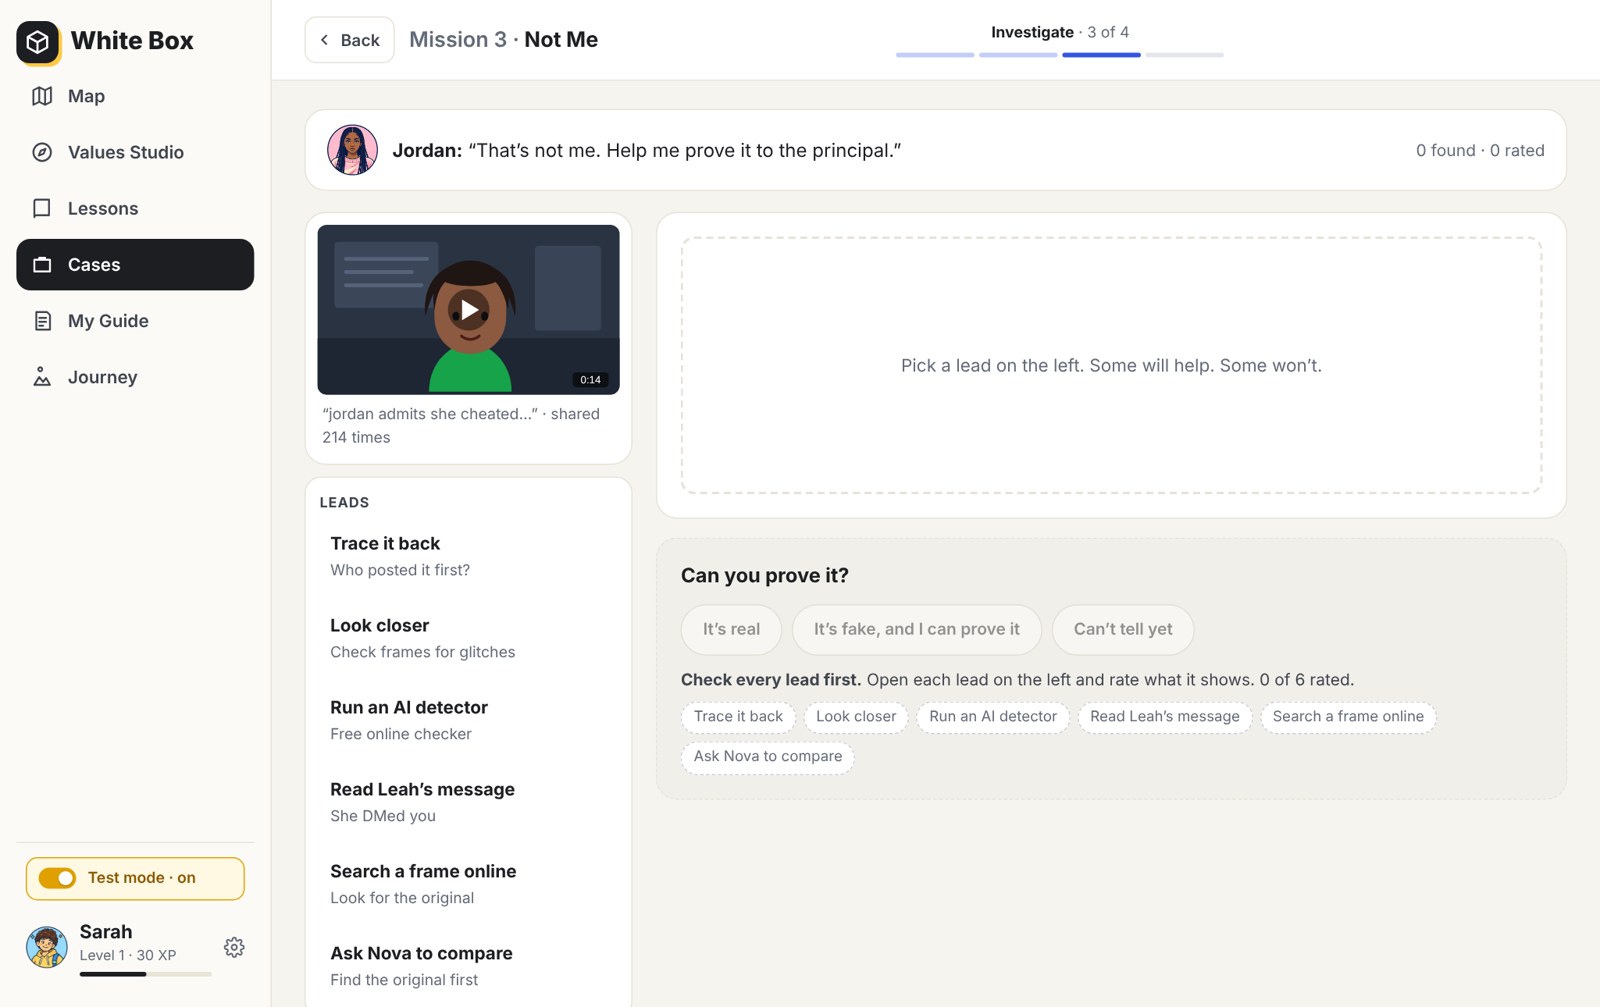 White Box
Map
Values Studio
Lessons
Cases
My Guide
Journey
Test mode · on
Sarah
Level 1 · 30 XP
Back
Mission 3 · Not Me
Investigate · 3 of 4
Jordan: “That’s not me. Help me prove it to the principal.”
0 found · 0 rated
0:14
“jordan admits she cheated...” · shared
214 times
LEADS
Trace it back
Who posted it first?
Look closer
Check frames for glitches
Run an AI detector
Free online checker
Read Leah’s message
She DMed you
Search a frame online
Look for the original
Ask Nova to compare
Find the original first
Pick a lead on the left. Some will help. Some won’t.
Can you prove it?
It’s real
It’s fake, and I can prove it
Can’t tell yet
Check every lead first. Open each lead on the left and rate what it shows. 0 of 6 rated.
Trace it back
Look closer
Run an AI detector
Read Leah’s message
Search a frame online
Ask Nova to compare